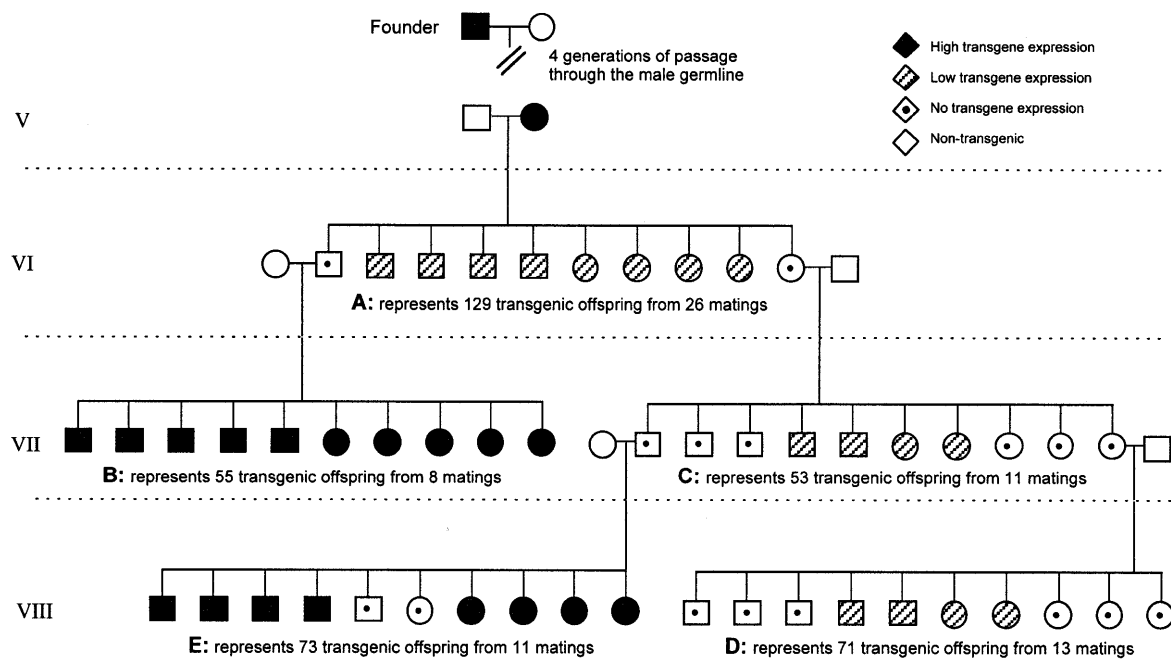 Founder
4 generations of passage
through the male germline
High transgene expression
Low transgene expression
No transgene expression
Non-transgenic
V
VI
A: represents 129 transgenic offspring from 26 matings
VII
B: represents 55 transgenic offspring from 8 matings
C: represents 53 transgenic offspring from 11 matings
VIII
E: represents 73 transgenic offspring from 11 matings
D: represents 71 transgenic offspring from 13 matings